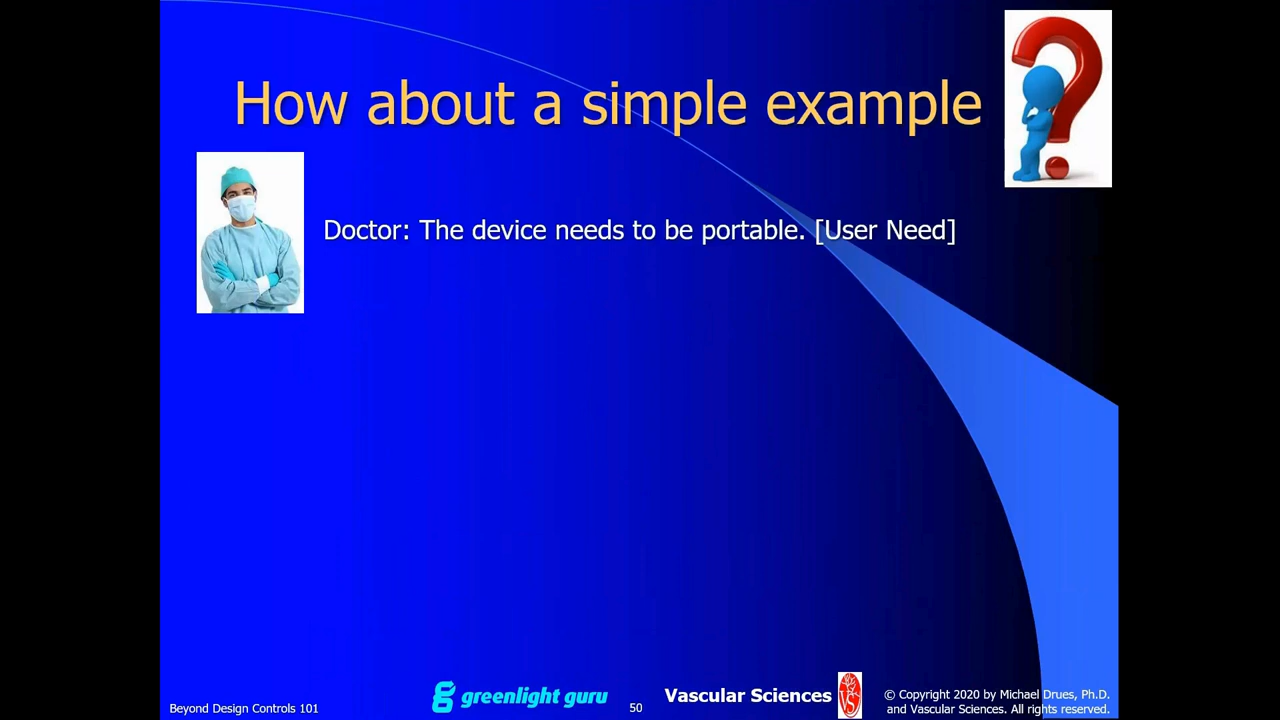 How about a simple example
Doctor: The device needs to be portable. [User Need]
Beyond Design Controls 101
greenlight guru
50
Vascular Sciences
VS
© Copyright 2020 by Michael Drues, Ph.D.
and Vascular Sciences. All rights reserved.